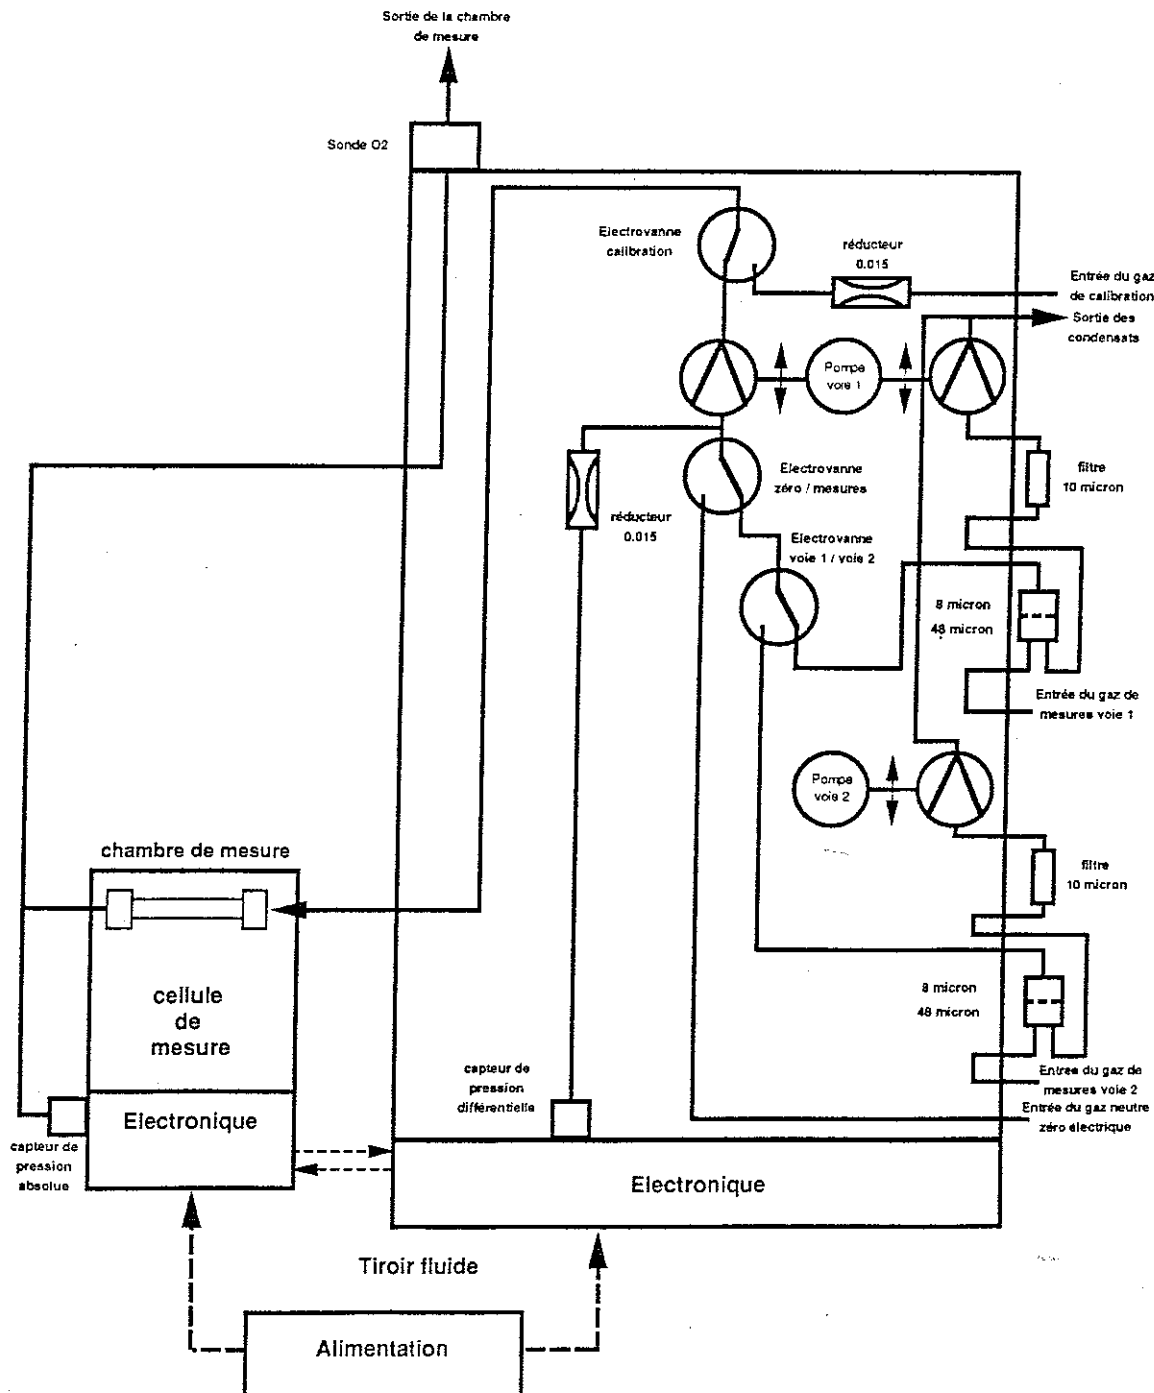 Sortie de la chambre
de mesure
Sonde O2
Electrovanne
calibration
réducteur
0.015
Entrée du gaz
de calibration
Sortie des
condensats
Pompe
voie 1
Electrovanne
zéro / mesures
filtre
10 micron
réducteur
0.015
Electrovanne
voie 1 / voie 2
8 micron
48 micron
Entrée du gaz de
mesures voie 1
Pompe
voie 2
chambre de mesure
filtre
10 micron
cellule
de
mesure
8 micron
48 micron
capteur de
pression
différentielle
Entrée du gaz de
mesures voie 2
Entrée du gaz neutre
zéro électrique
Electronique
capteur de
pression
absolue
Electronique
Tiroir fluide
Alimentation